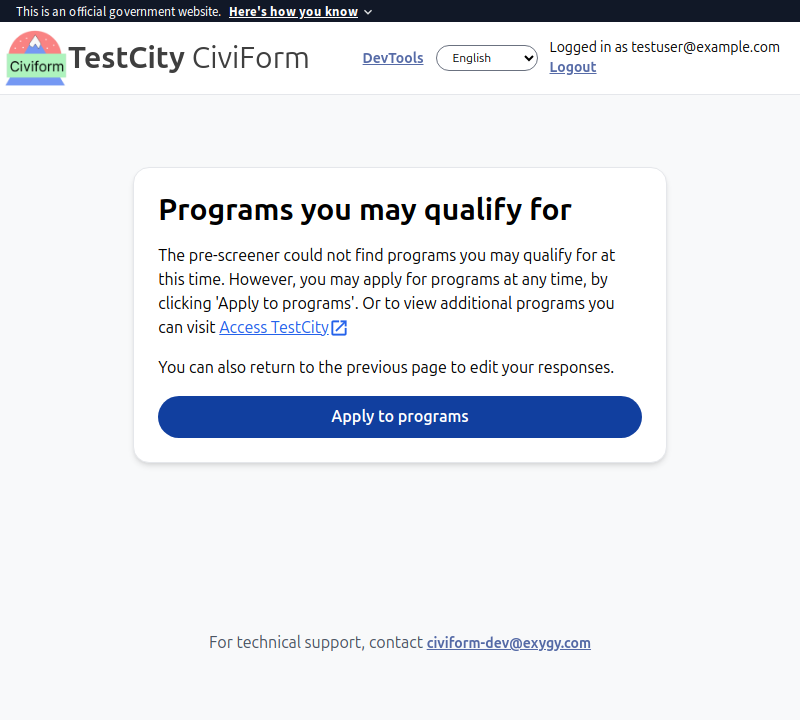 This is an official government website. Here's how you know
Civiform
TestCity CiviForm
DevTools
English
Logged in as testuser@example.com
Logout
Programs you may qualify for
The pre-screener could not find programs you may qualify for at
this time. However, you may apply for programs at any time, by
clicking 'Apply to programs'. Or to view additional programs you
can visit Access TestCity
You can also return to the previous page to edit your responses.
Apply to programs
For technical support, contact civiform-dev@exygy.com